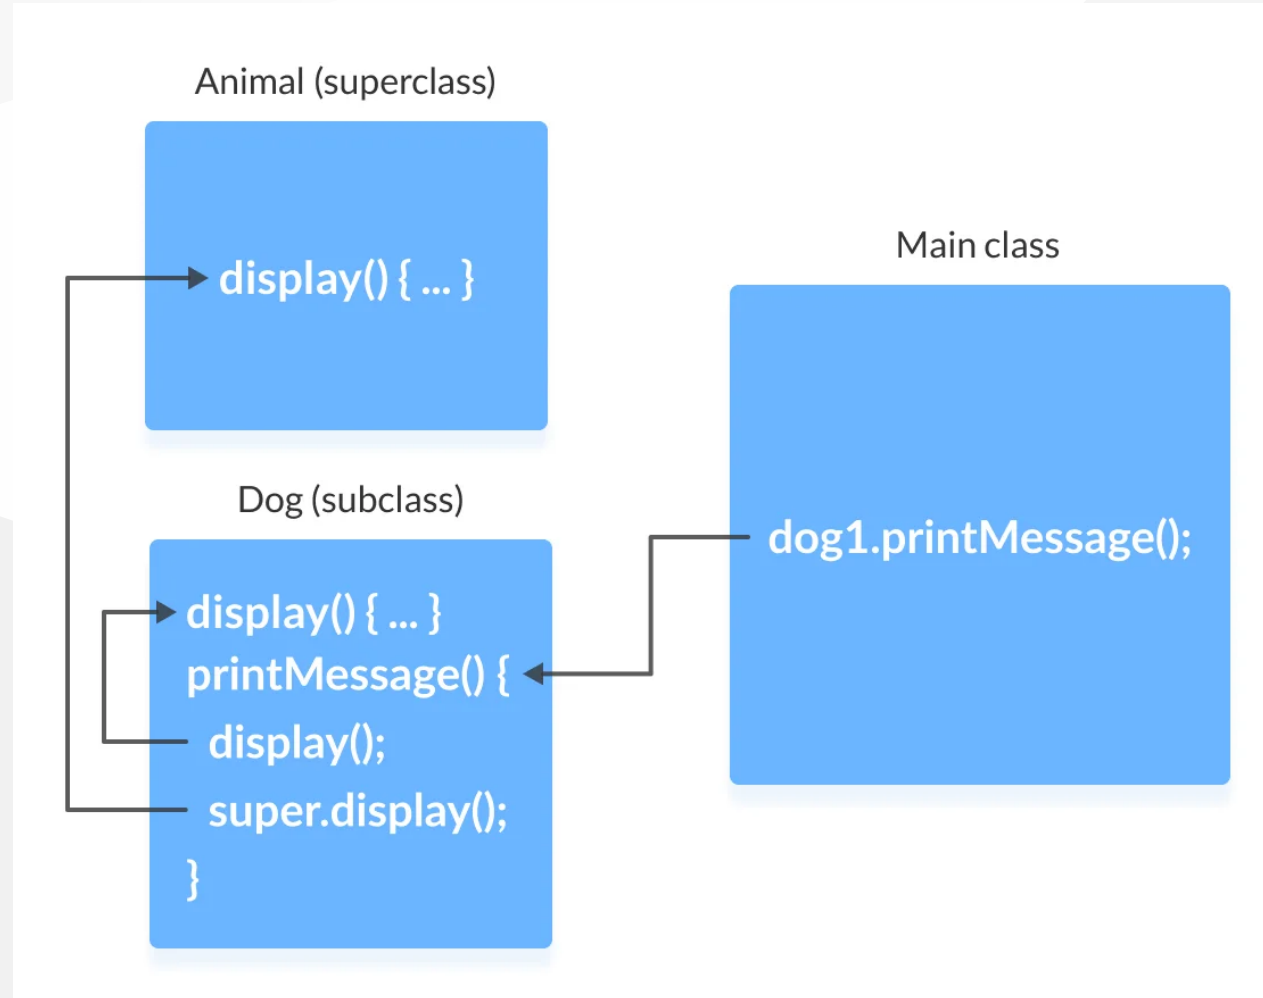 Animal (superclass)
display() { ... }
Dog (subclass)
display() { ... }
printMessage() {
display();
super.display();
}
Main class
dog1.printMessage();